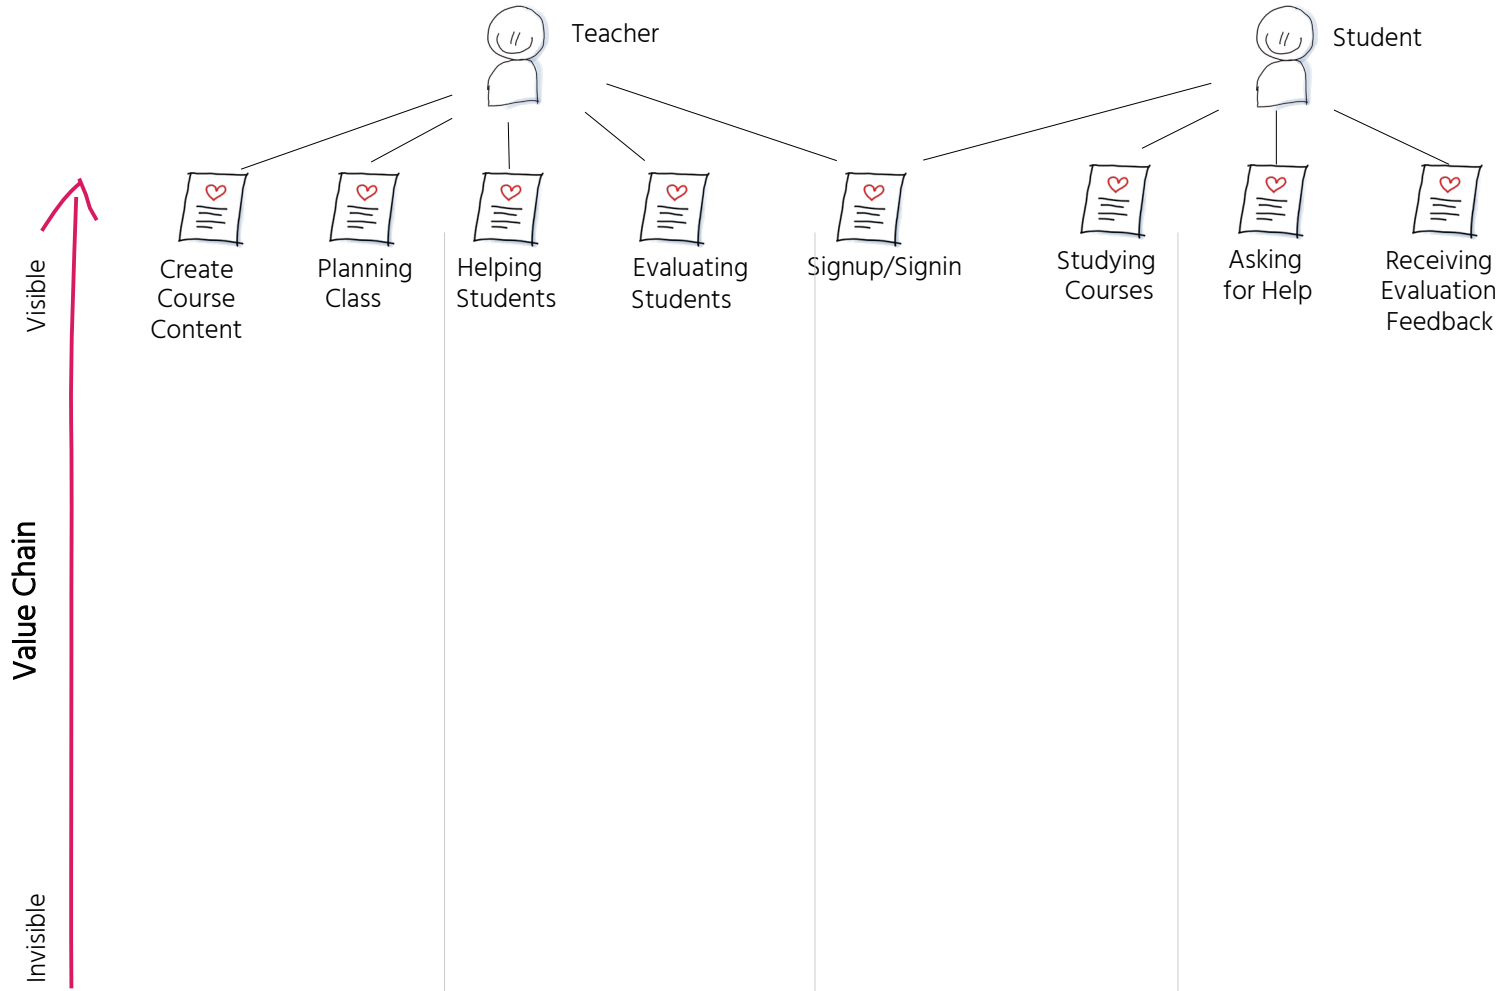 Teacher
Student
Create
Course
Content
Planning
Class
Helping
Students
Evaluating
Students
Signup/Signin
Studying
Courses
Asking
for Help
Receiving
Evaluation
Feedback
Visible
Value Chain
Invisible